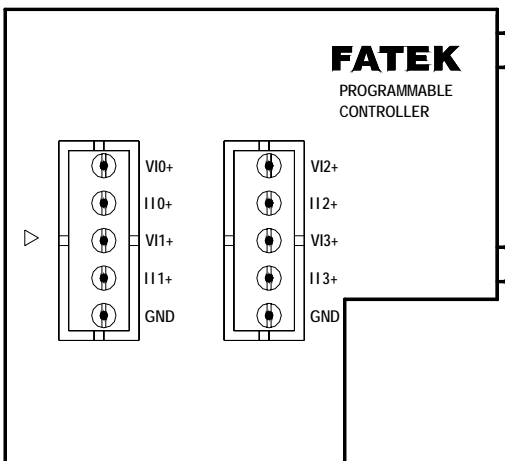 FATEK
PROGRAMMABLE
CONTROLLER
VI0+
II0+
VI1+
II1+
GND
VI2+
II2+
VI3+
II3+
GND